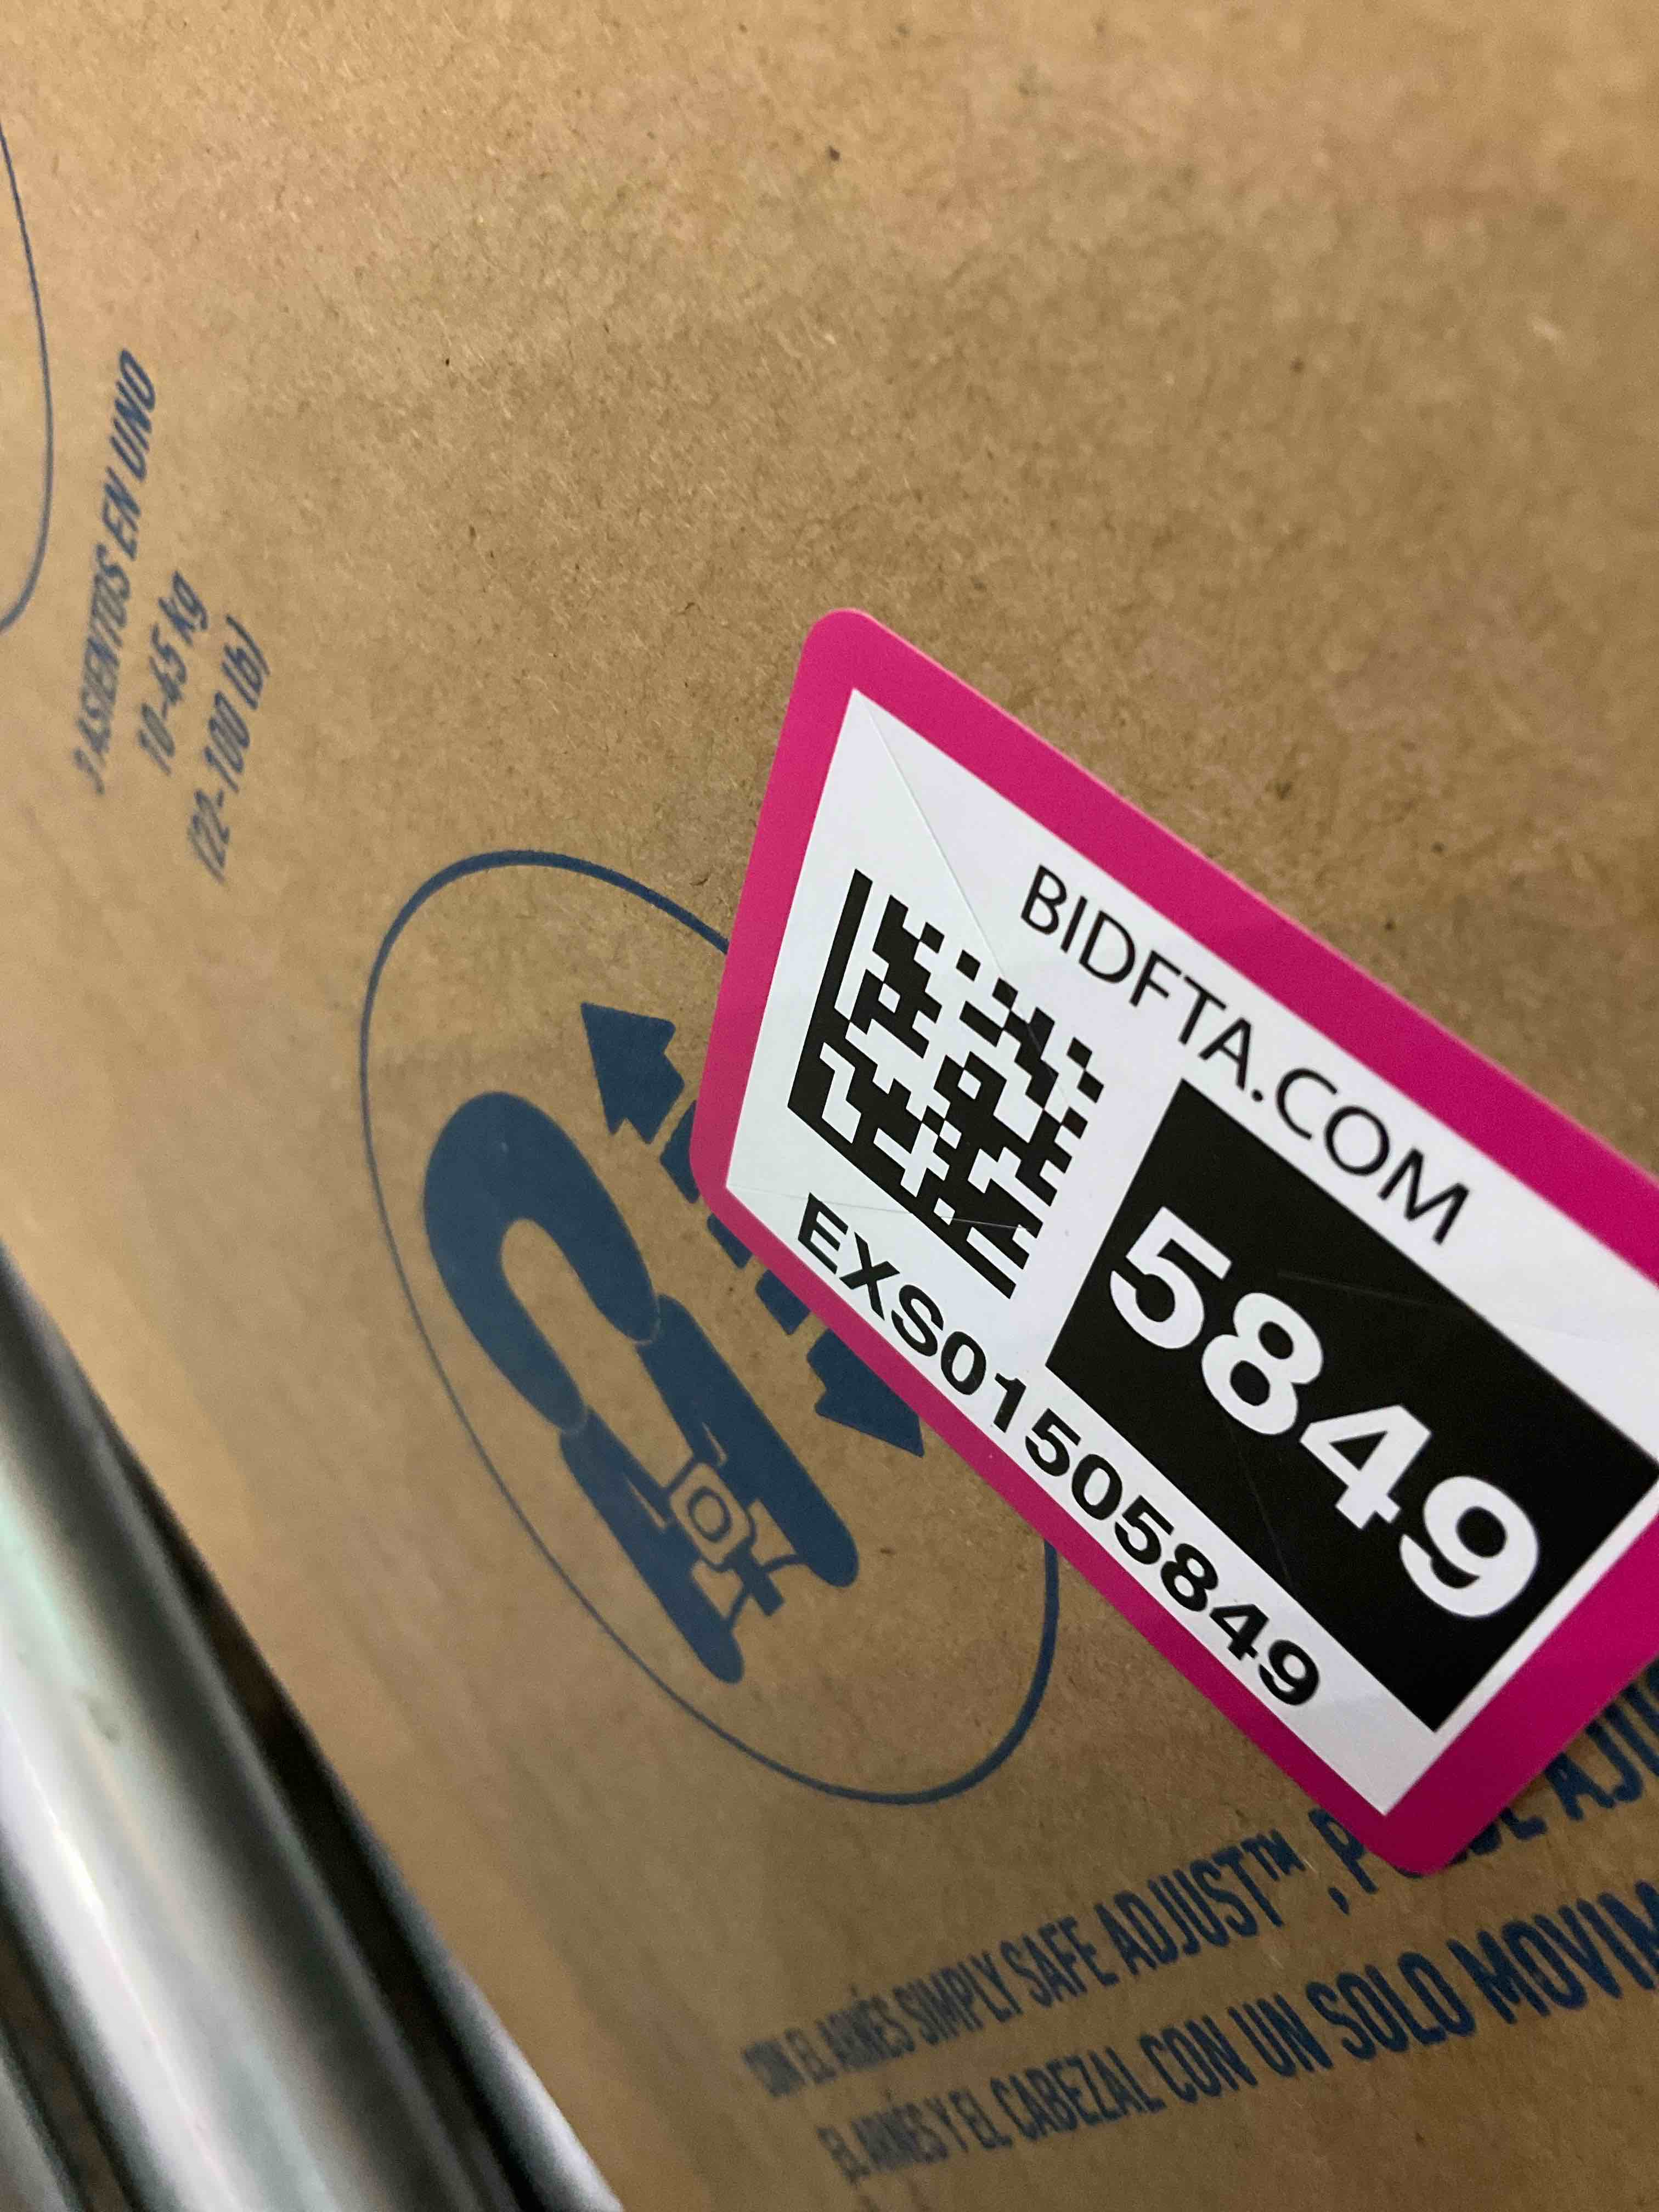 3 ASIENTOS EN UNO
10-45 kg
(22-100 lb)
BIDFTA.COM
5849
EXS01505849
CON EL ARNÉS SIMPLY SAFE ADJUST™,
EL ARNÉS Y EL CABEZAL CON UN SOLO